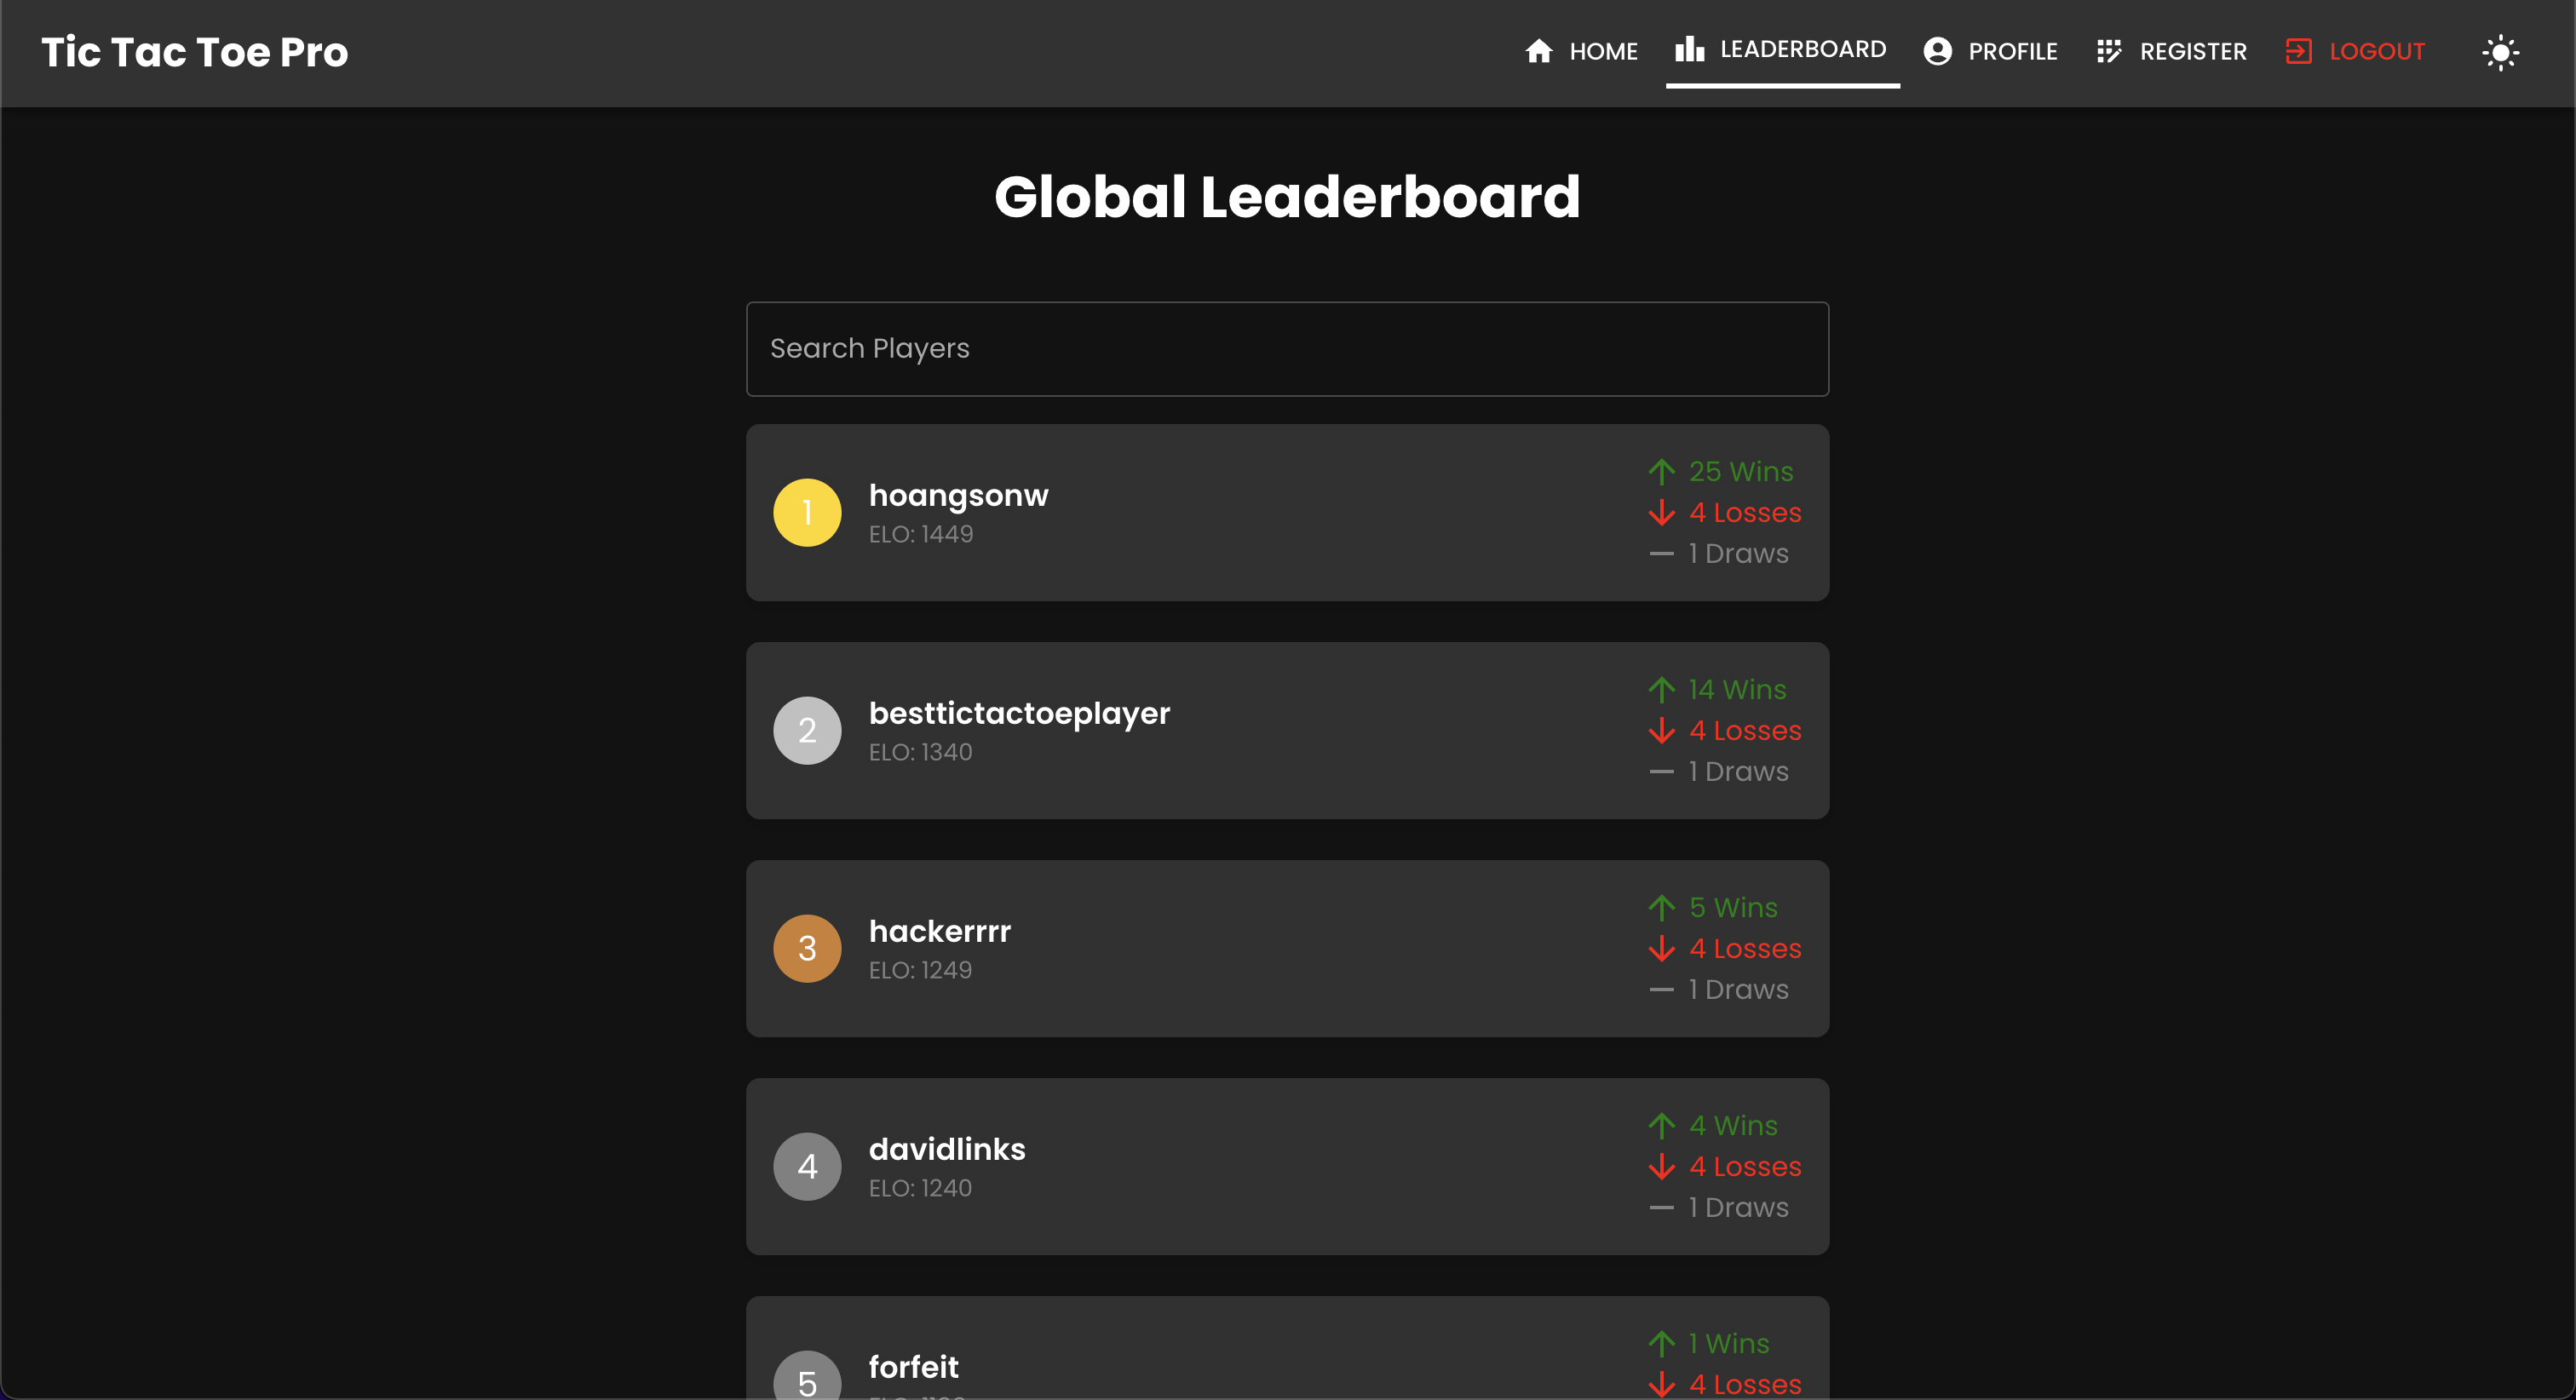 Tic Tac Toe Pro
HOME
LEADERBOARD
PROFILE
REGISTER
LOGOUT
Global Leaderboard
Search Players
1
hoangsonw
ELO: 1449
25 Wins
4 Losses
1 Draws
2
besttictactoeplayer
ELO: 1340
14 Wins
4 Losses
1 Draws
3
hackerrrr
ELO: 1249
5 Wins
4 Losses
1 Draws
4
davidlinks
ELO: 1240
4 Wins
4 Losses
1 Draws
5
forfeit
1 Wins
4 Losses